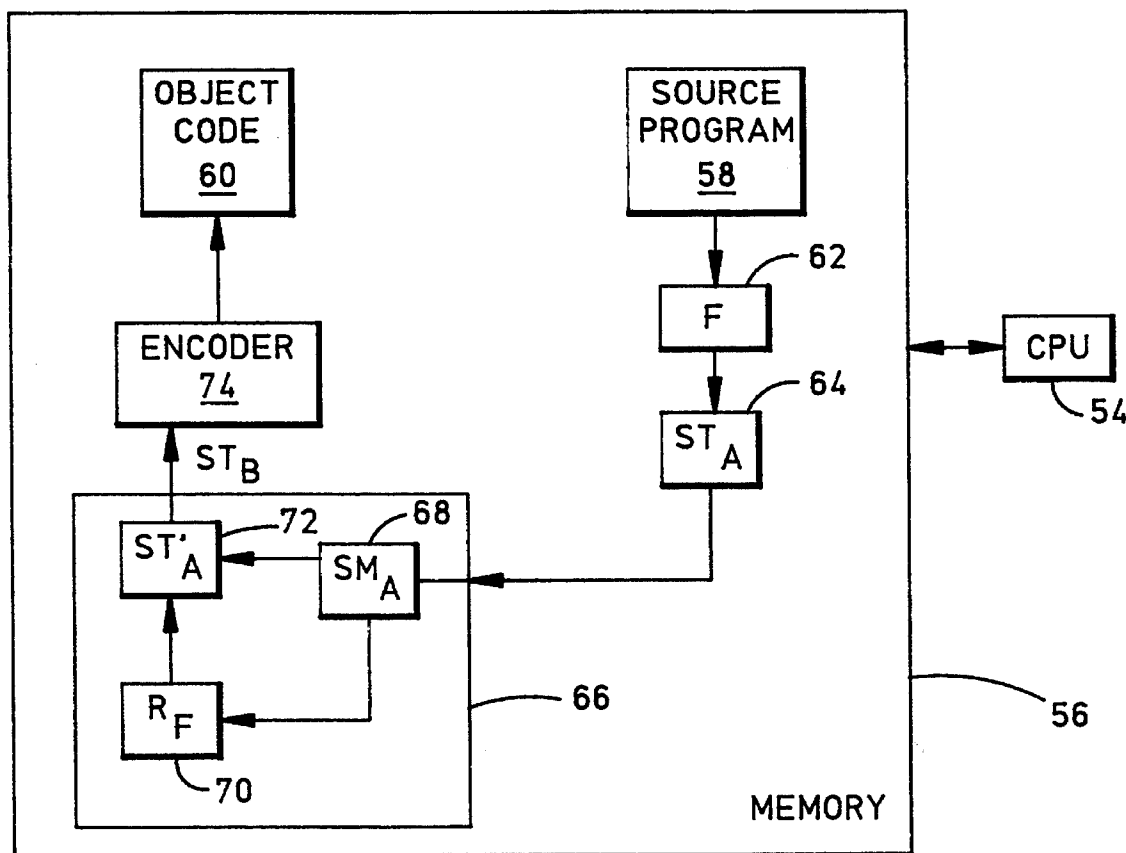 OBJECT
CODE
60
SOURCE
PROGRAM
58
62
F
ENCODER
74
CPU
54
64
ST A
ST B
72
68
ST' A
SM A
66
56
R F
70
MEMORY